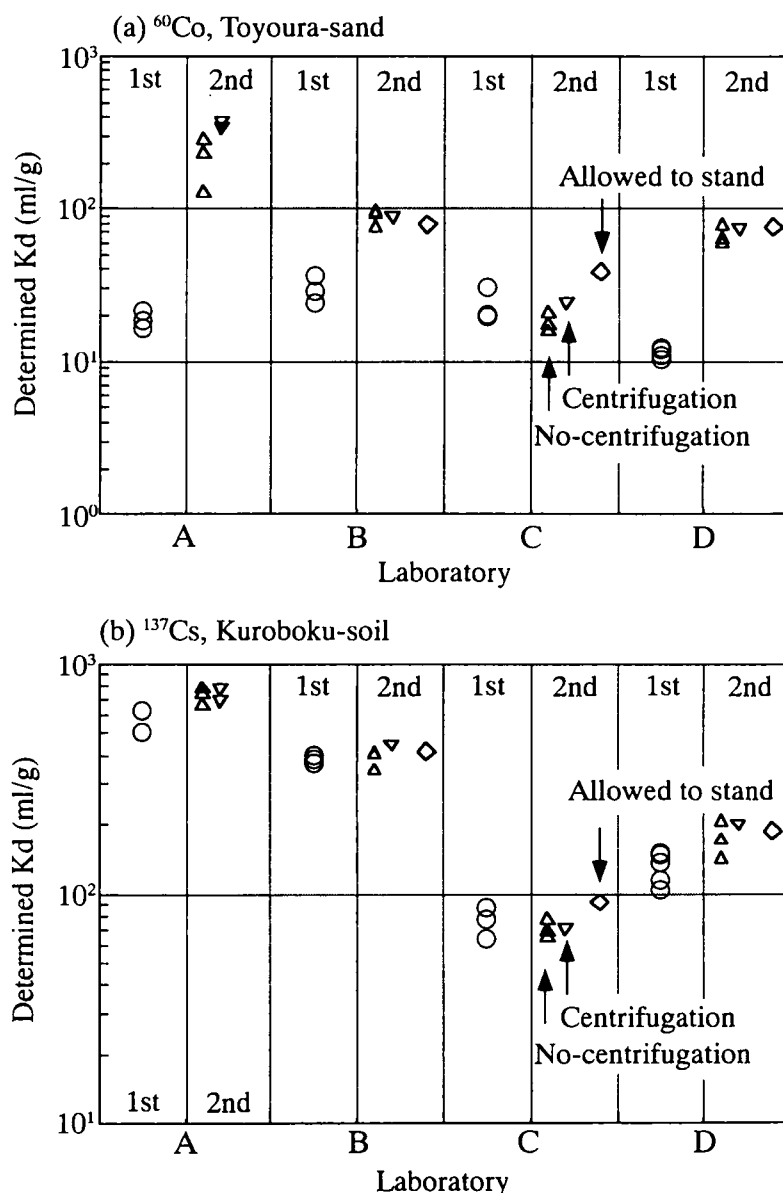 (a) ⁶⁰Co, Toyoura-sand
10³
1st 2nd 1st 2nd 1st 2nd 1st 2nd
Allowed to stand
10²
Determined Kd (ml/g)
10¹
Centrifugation
No-centrifugation
10⁰
A B C D
Laboratory
(b) ¹³⁷Cs, Kuroboku-soil
10³
1st 2nd 1st 2nd 1st 2nd
Allowed to stand
Determined Kd (ml/g)
10²
Centrifugation
No-centrifugation
1st 2nd
10¹
A B C D
Laboratory